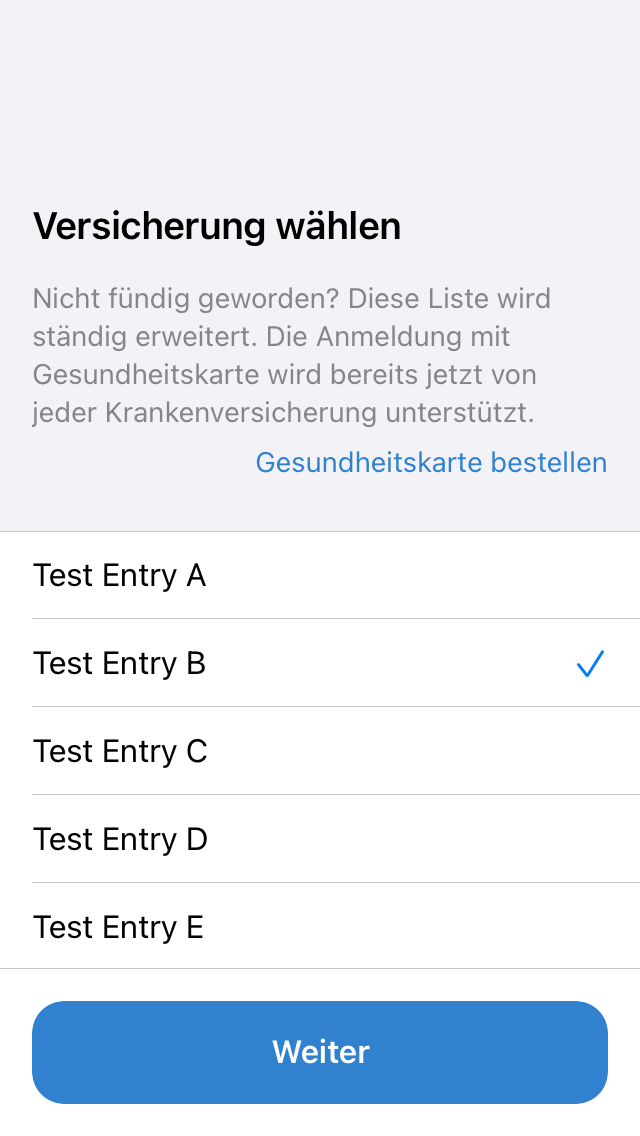 Versicherung wählen
Nicht fündig geworden? Diese Liste wird
ständig erweitert. Die Anmeldung mit
Gesundheitskarte wird bereits jetzt von
jeder Krankenversicherung unterstützt.
Gesundheitskarte bestellen
Test Entry A
Test Entry B
Test Entry C
Test Entry D
Test Entry E
Weiter